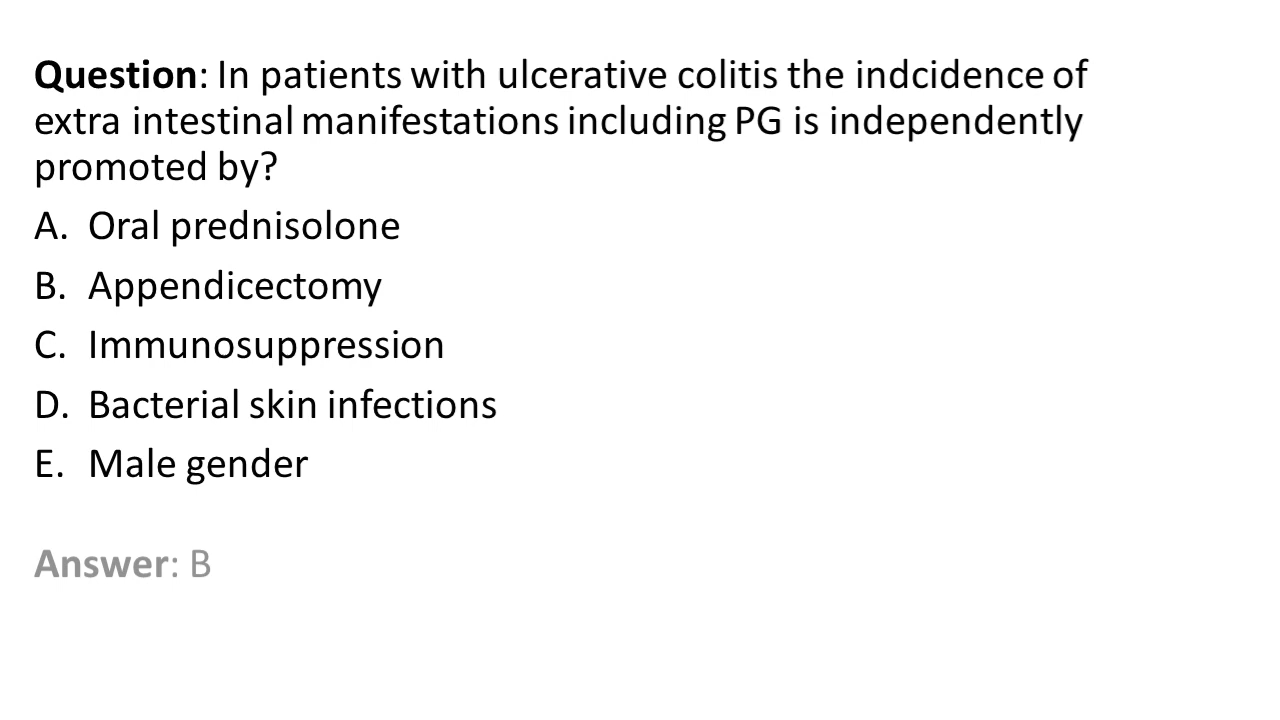 Question: In patients with ulcerative colitis the indcidence of
extra intestinal manifestations including PG is independently
promoted by?
A. Oral prednisolone
B. Appendicectomy
C. Immunosuppression
D. Bacterial skin infections
E. Male gender
Answer: B